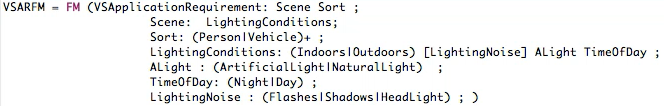 VSARFM = FM (VSApplicationRequirement: Scene Sort ;
Scene: LightingConditions;
Sort: (Person|Vehicle)+ ;
LightingConditions: (Indoors|Outdoors) [LightingNoise] ALight TimeOfDay ;
ALight : (ArtificialLight|NaturalLight) ;
TimeOfDay: (Night|Day) ;
LightingNoise : (Flashes|Shadows|HeadLight) ; )